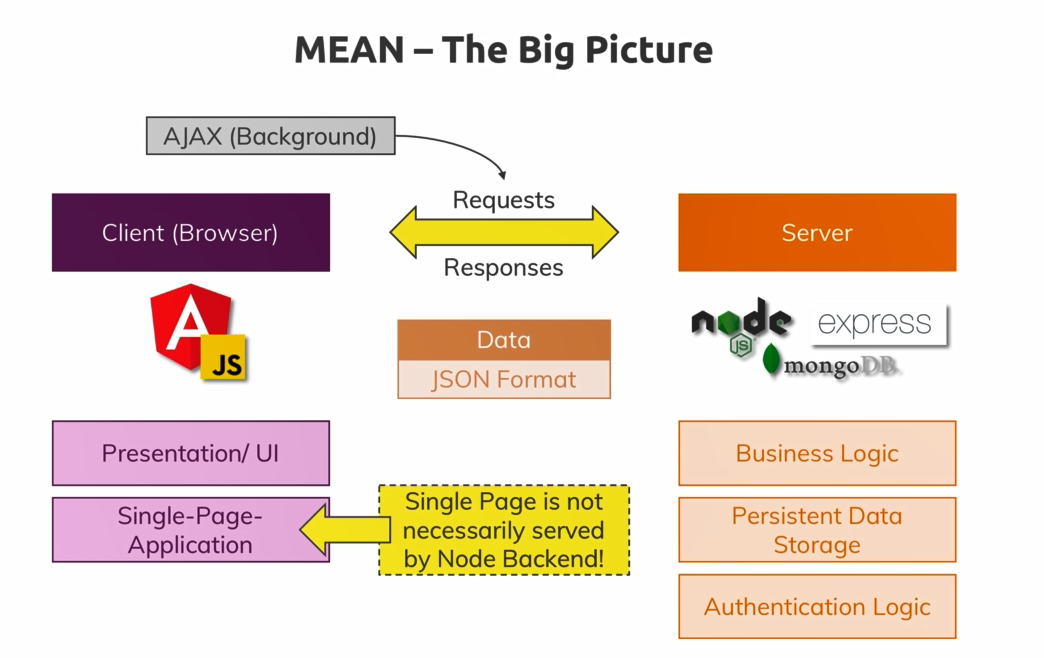 MEAN – The Big Picture
AJAX (Background)
Requests
Client (Browser)
Server
Responses
A
JS
node
JS
express
mongoDB
Data
JSON Format
Presentation/ UI
Business Logic
Single-Page-
Application
Single Page is not
necessarily served
by Node Backend!
Persistent Data
Storage
Authentication Logic